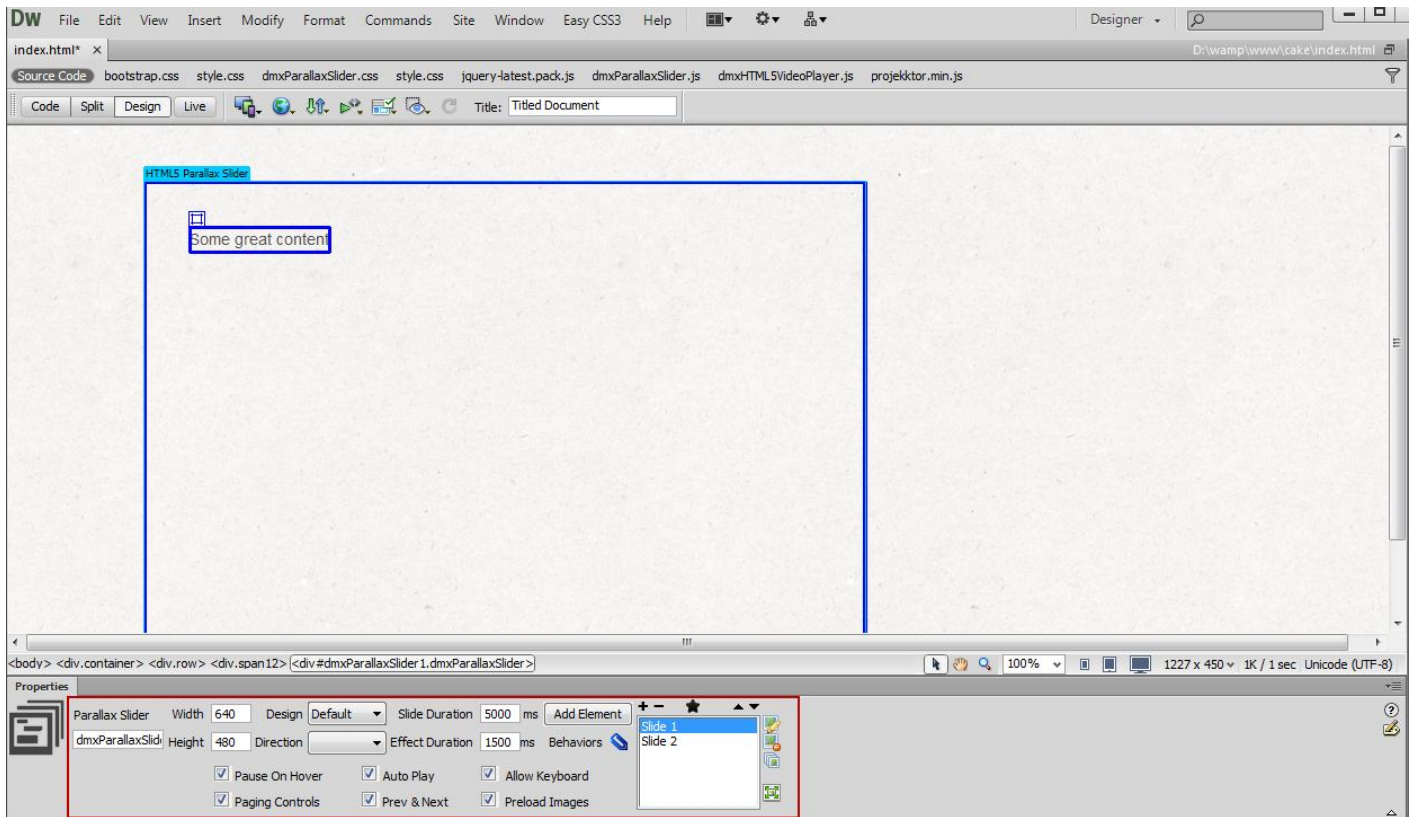 DW File Edit View Insert Modify Format Commands Site Window Easy CSS3 Help Designer
index.html* × D:\wamp\www\cake\index.html
Source Code bootstrap.css style.css dmxParallaxSlider.css style.css jquery-latest.pack.js dmxParallaxSlider.js dmxHTML5VideoPlayer.js projekktor.min.js
Code Split Design Live Title: Titled Document
HTML5 Parallax Slider
Some great content
<body> <div.container> <div.row> <div.span12> <div#dmxParallaxSlider1.dmxParallaxSlider> 100% 1227 x 450 1K / 1 sec Unicode (UTF-8)
Properties
Parallax Slider Width 640 Design Default Slide Duration 5000 ms Add Element
Slide 1
dmxParallaxSlid Height 480 Direction Effect Duration 1500 ms Behaviors Slide 2
Pause On Hover Auto Play Allow Keyboard
Paging Controls Prev & Next Preload Images